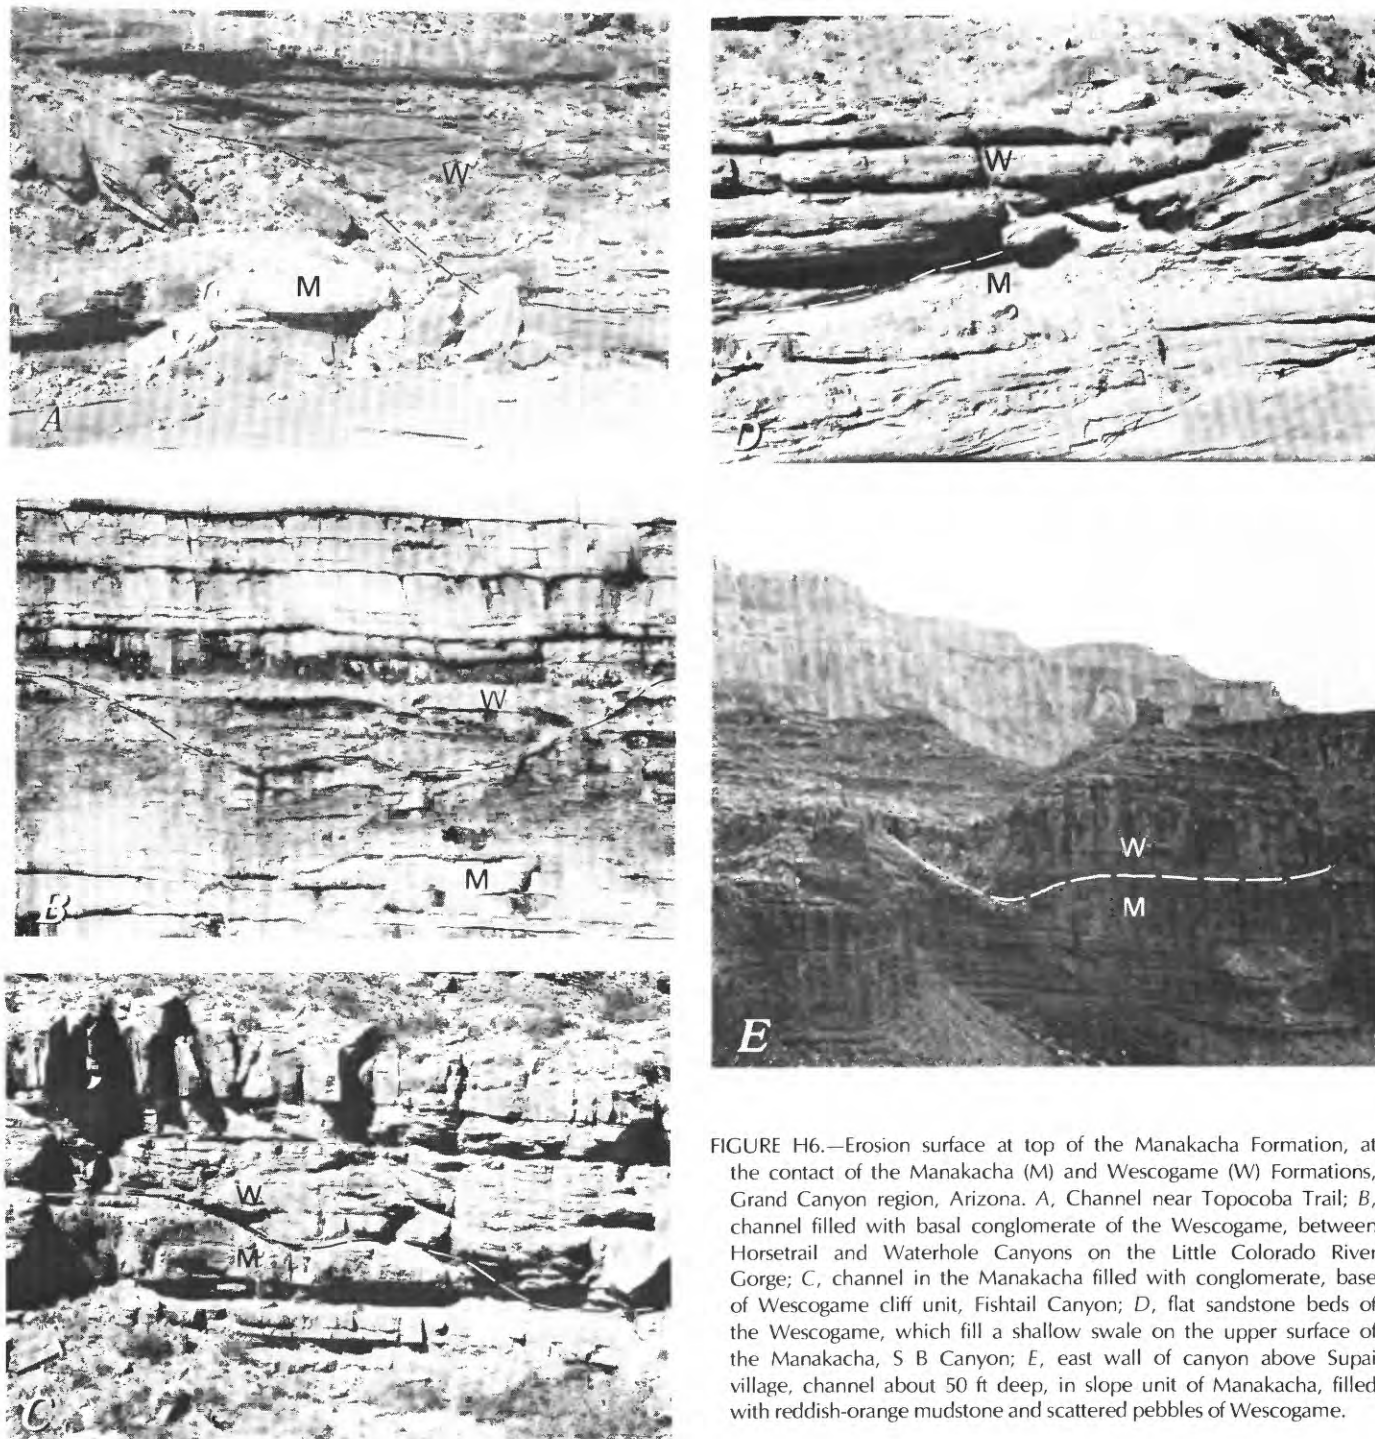 W
M
A
W
M
D
W
M
B
W
M
E
W
M
C
FIGURE H6.—Erosion surface at top of the Manakacha Formation, at
the contact of the Manakacha (M) and Wescogame (W) Formations,
Grand Canyon region, Arizona. A, Channel near Topocoba Trail; B,
channel filled with basal conglomerate of the Wescogame, between
Horsetrail and Waterhole Canyons on the Little Colorado River
Gorge; C, channel in the Manakacha filled with conglomerate, base
of Wescogame cliff unit, Fishtail Canyon; D, flat sandstone beds of
the Wescogame, which fill a shallow swale on the upper surface of
the Manakacha, S B Canyon; E, east wall of canyon above Supai
village, channel about 50 ft deep, in slope unit of Manakacha, filled
with reddish-orange mudstone and scattered pebbles of Wescogame.